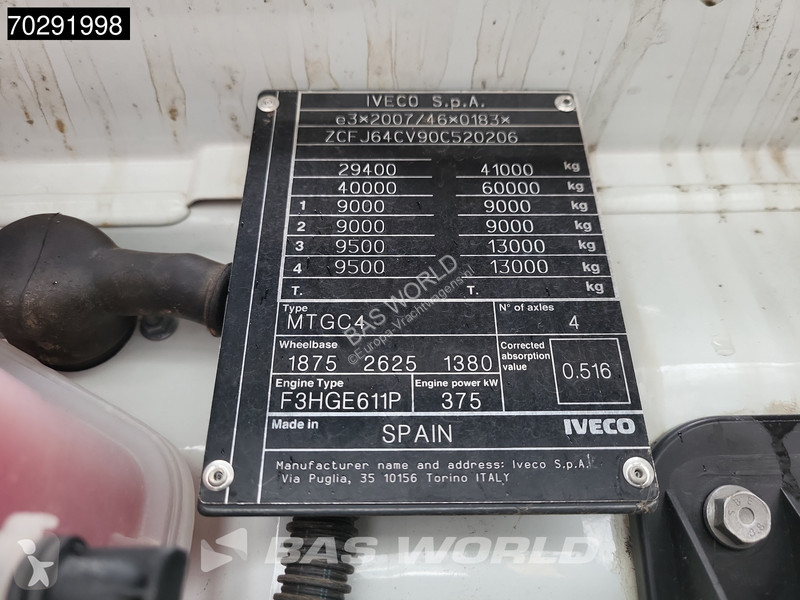 70291998
IVECO S.p.A.
e3*2007/46*0183*
ZCFJ64CV90C520206
29400 41000 kg
40000 60000 kg
1 9000 9000 kg
2 9000 9000 kg
3 9500 13000 kg
4 9500 13000 kg
T. T. kg
Type N° of axles
MTGC4 4
Wheelbase Corrected absorption value
1875 2625 1380 0.516
Engine Type Engine power kW
F3HGE611P 375
Made in SPAIN IVECO
Manufacturer name and address: Iveco S.p.A.
Via Puglia, 35 10156 Torino ITALY
BAS WORLD
©Europa-Vrachtwagens.nl
BAS WORLD